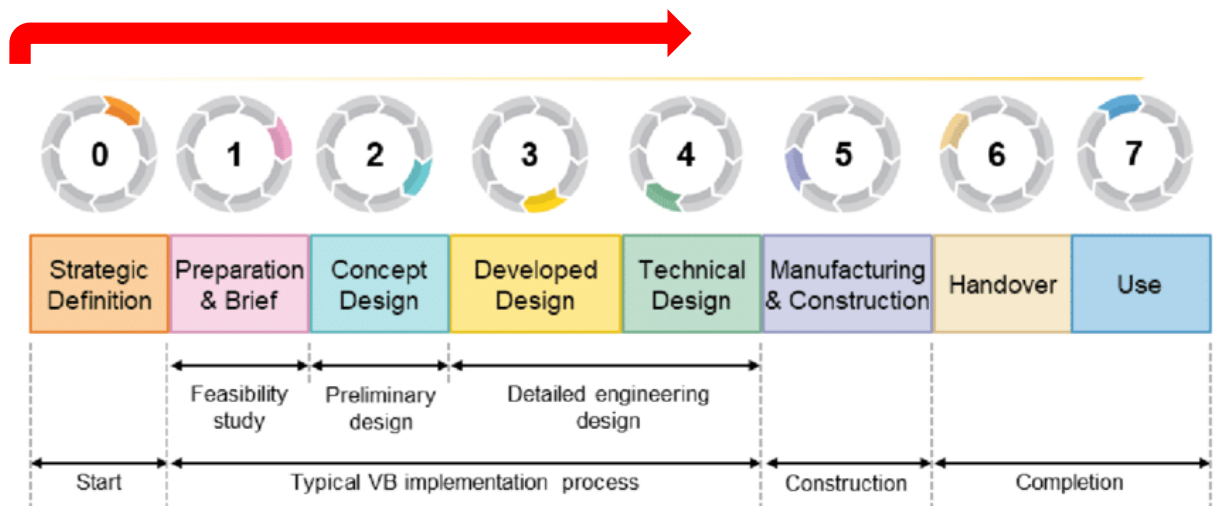 0 1 2 3 4 5 6 7
Strategic
Definition
Preparation
& Brief
Concept
Design
Developed
Design
Technical
Design
Manufacturing
& Construction
Handover
Use
Feasibility
study
Preliminary
design
Detailed engineering
design
Start
Typical VB implementation process
Construction
Completion